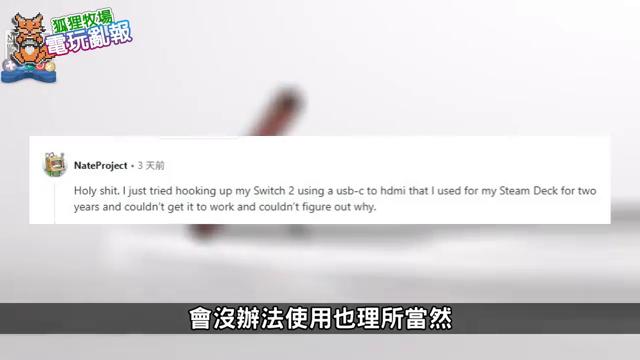 狐狸牧場
電玩亂報
NateProject • 3 天前
Holy shit. I just tried hooking up my Switch 2 using a usb-c to hdmi that I used for my Steam Deck for two
years and couldn't get it to work and couldn't figure out why.
會沒辦法使用也理所當然